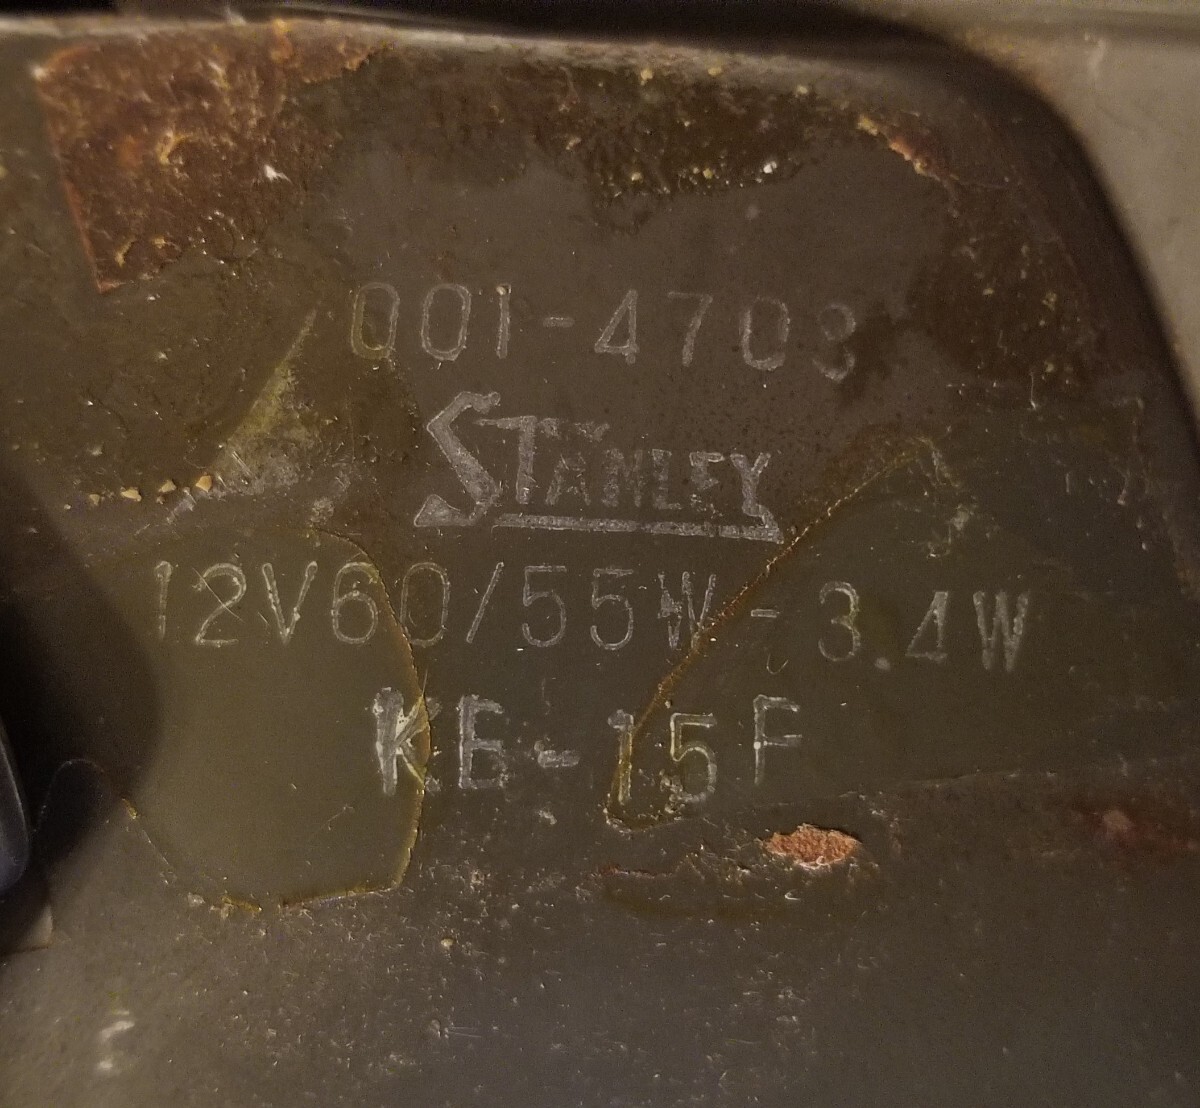 001-4703
STANLEY
12V60/55W-3.4W
KE-15F